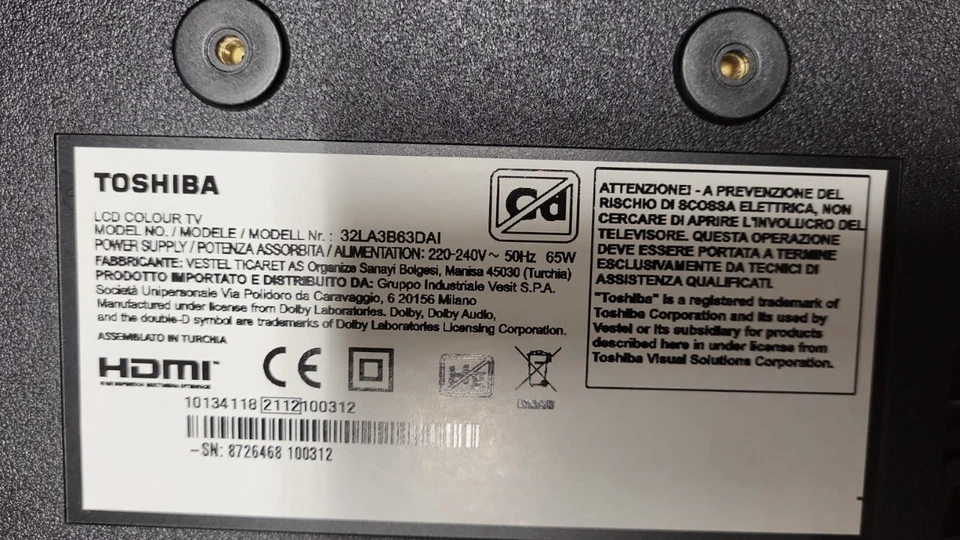 TOSHIBA
Cd
LCD COLOUR TV
MODEL NO. / MODELE / MODELL Nr. : 32LA3B63DAI
POWER SUPPLY / POTENZA ASSORBITA / ALIMENTATION: 220-240V ~ 50Hz 65W
FABBRICANTE: VESTEL TICARET AS Organize Sanayi Bolgesi, Manisa 45030 (Turchia)
PRODOTTO IMPORTATO E DISTRIBUITO DA: Gruppo Industriale Vesit S.P.A.
Società Unipersonale Via Polidoro da Caravaggio, 6 20156 Milano
Manufactured under license from Dolby Laboratories. Dolby, Dolby Audio,
and the double-D symbol are trademarks of Dolby Laboratories Licensing Corporation.
ASSEMBLATO IN TURCHIA
HDMI
HIGH-DEFINITION MULTIMEDIA INTERFACE
CE
Hg
10134118 2112 100312
-SN: 8726468 100312
ATTENZIONE! - A PREVENZIONE DEL
RISCHIO DI SCOSSA ELETTRICA, NON
CERCARE DI APRIRE L'INVOLUCRO DEL
TELEVISORE. QUESTA OPERAZIONE
DEVE ESSERE PORTATA A TERMINE
ESCLUSIVAMENTE DA TECNICI DI
ASSISTENZA QUALIFICATI.
"Toshiba" is a registered trademark of
Toshiba Corporation and its used by
Vestel or its subsidiary for products
described here in under license from
Toshiba Visual Solutions Corporation.